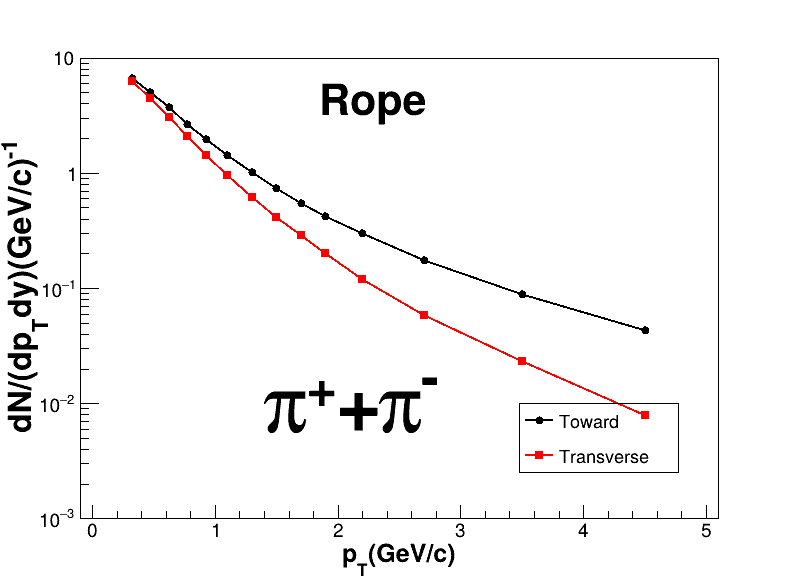 Rope
dN/(dp_T dy)(GeV/c)^-1
10
1
10^−1
10^−2
10^−3
π^+ + π^-
Toward
Transverse
0 1 2 3 4 5
p_T(GeV/c)